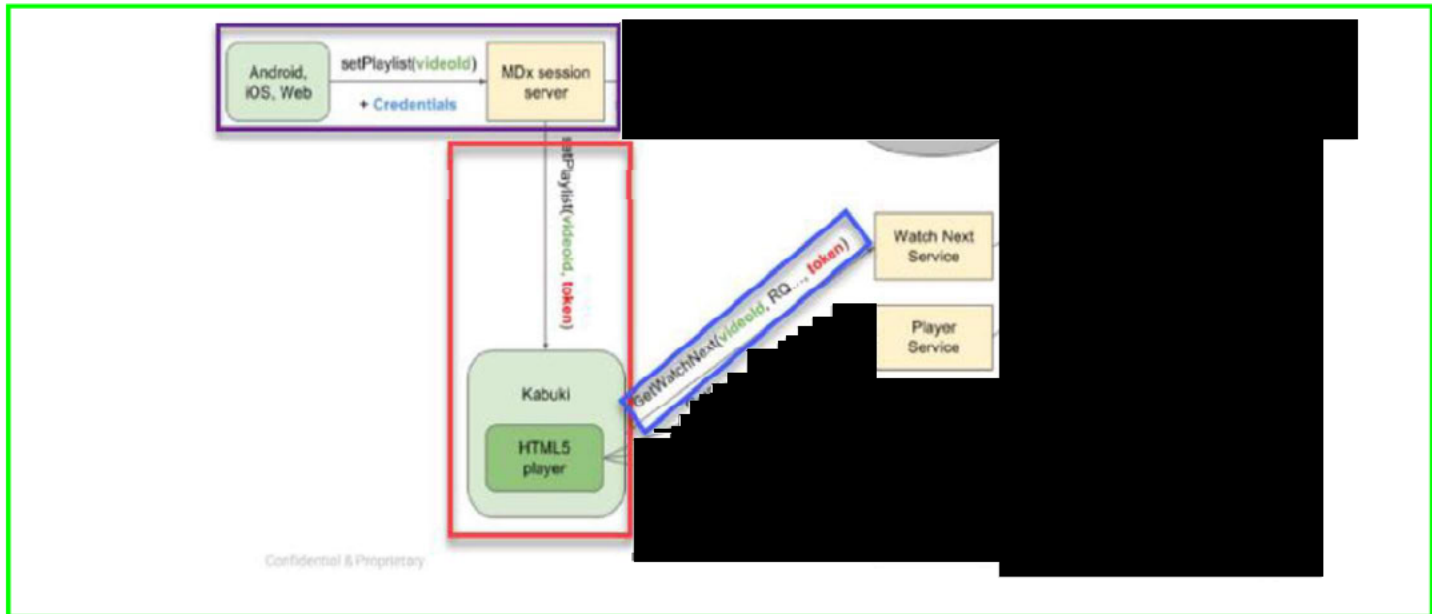 Android,
iOS, Web
setPlaylist(videoId)
+ Credentials
MDx session
server
setPlaylist(videoId, token)
GetWatchNext(videoId, RQ..., token)
Watch Next
Service
Player
Service
Kabuki
HTML5
player
Confidential & Proprietary